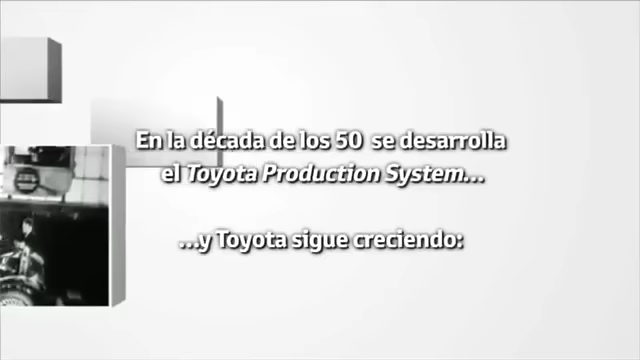 En la década de los 50 se desarrolla
el Toyota Production System...
...y Toyota sigue creciendo: